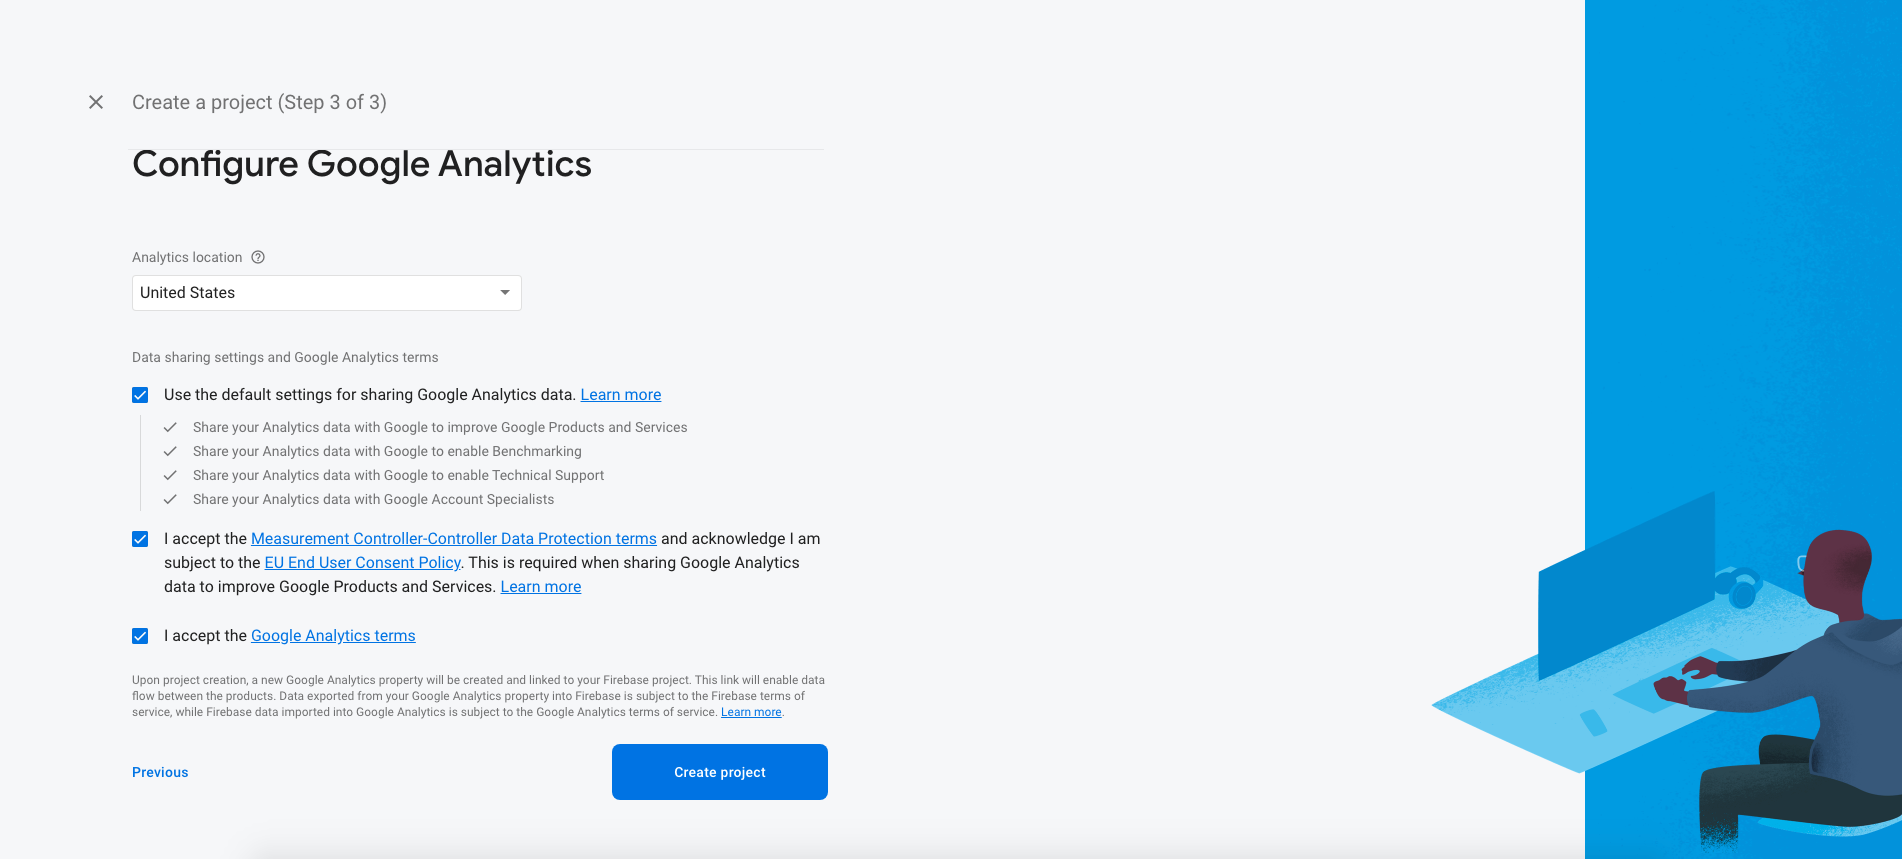 Create a project (Step 3 of 3)
Configure Google Analytics
Analytics location
United States
Data sharing settings and Google Analytics terms
Use the default settings for sharing Google Analytics data. Learn more
Share your Analytics data with Google to improve Google Products and Services
Share your Analytics data with Google to enable Benchmarking
Share your Analytics data with Google to enable Technical Support
Share your Analytics data with Google Account Specialists
I accept the Measurement Controller-Controller Data Protection terms and acknowledge I am
subject to the EU End User Consent Policy. This is required when sharing Google Analytics
data to improve Google Products and Services. Learn more
I accept the Google Analytics terms
Upon project creation, a new Google Analytics property will be created and linked to your Firebase project. This link will enable data
flow between the products. Data exported from your Google Analytics property into Firebase is subject to the Firebase terms of
service, while Firebase data imported into Google Analytics is subject to the Google Analytics terms of service. Learn more.
Previous
Create project